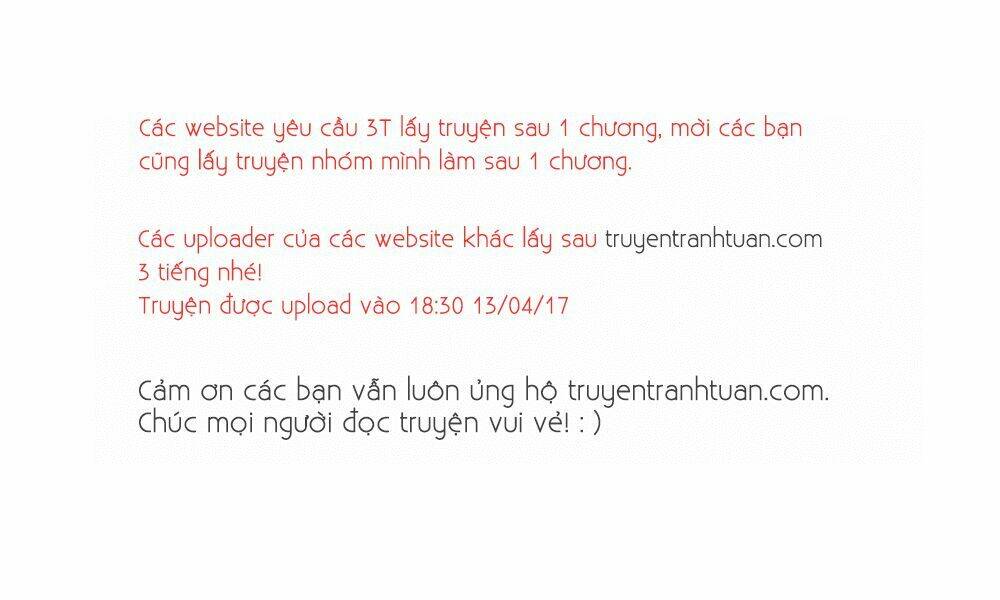 Các website yêu cầu 3T lấy truyện sau 1 chương, mời các bạn
cũng lấy truyện nhóm mình làm sau 1 chương.
Các uploader của các website khác lấy sau truyentranhtuan.com
3 tiếng nhé!
Truyện được upload vào 18:30 13/04/17
Cảm ơn các bạn vẫn luôn ủng hộ truyentranhtuan.com.
Chúc mọi người đọc truyện vui vẻ! : )